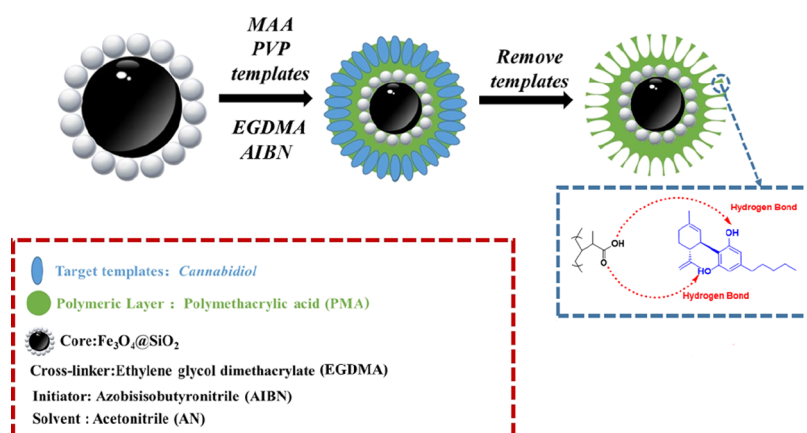 MAA
PVP
templates
EGDMA
AIBN
Remove
templates
Hydrogen Bond
OH
O
OH
HO
Hydrogen Bond
Target templates: Cannabidiol
Polymeric Layer : Polymethacrylic acid (PMA)
Core:Fe₃O₄@SiO₂
Cross-linker:Ethylene glycol dimethacrylate (EGDMA)
Initiator: Azobisisobutyronitrile (AIBN)
Solvent : Acetonitrile (AN)